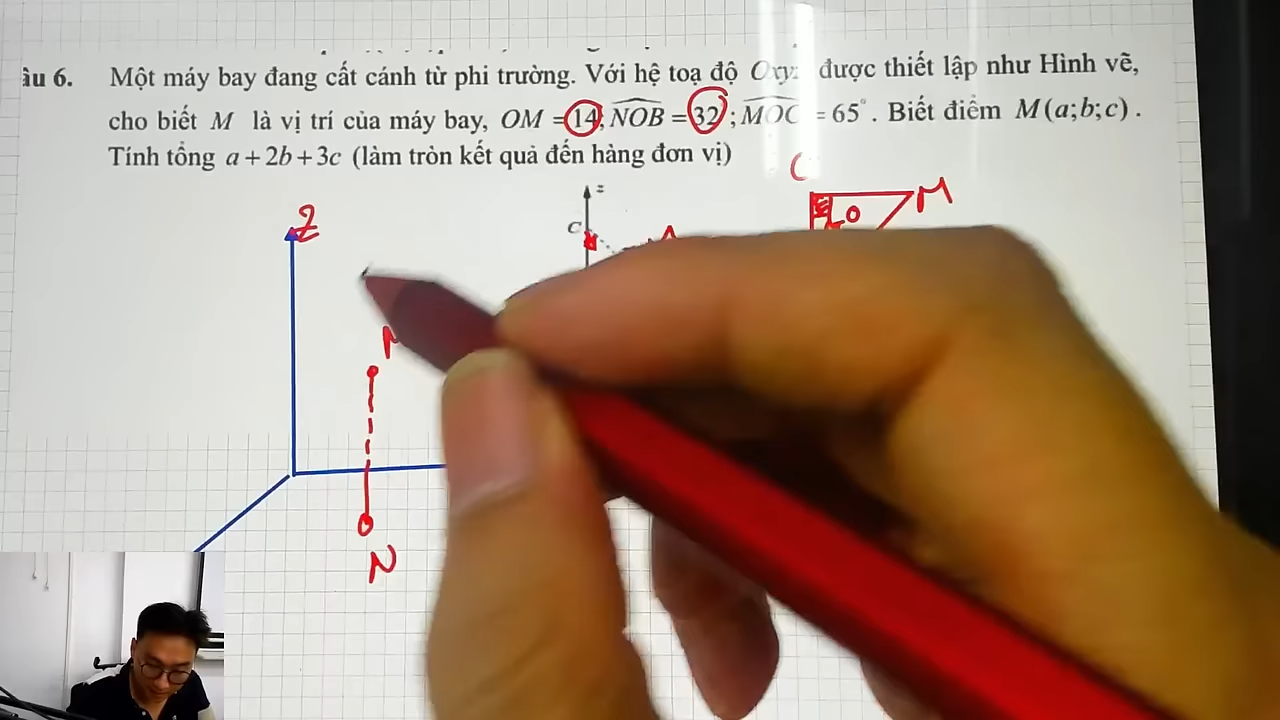 âu 6. Một máy bay đang cất cánh từ phi trường. Với hệ toạ độ Oxyz được thiết lập như Hình vẽ,
cho biết M là vị trí của máy bay, OM = 14, NOB = 32°; MOC = 65°. Biết điểm M(a;b;c).
Tính tổng a + 2b + 3c (làm tròn kết quả đến hàng đơn vị)
C
M
z
Z
C
N